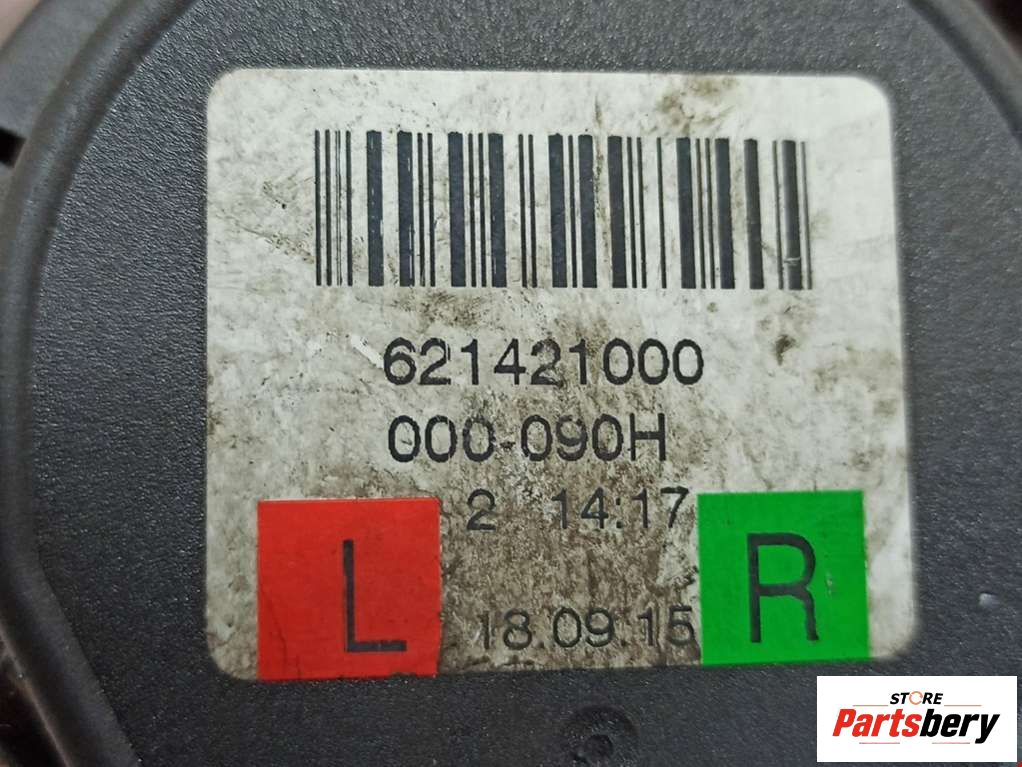 621421000
000-090H
2 14:17
L 18.09.15 R
STORE
Partsbery